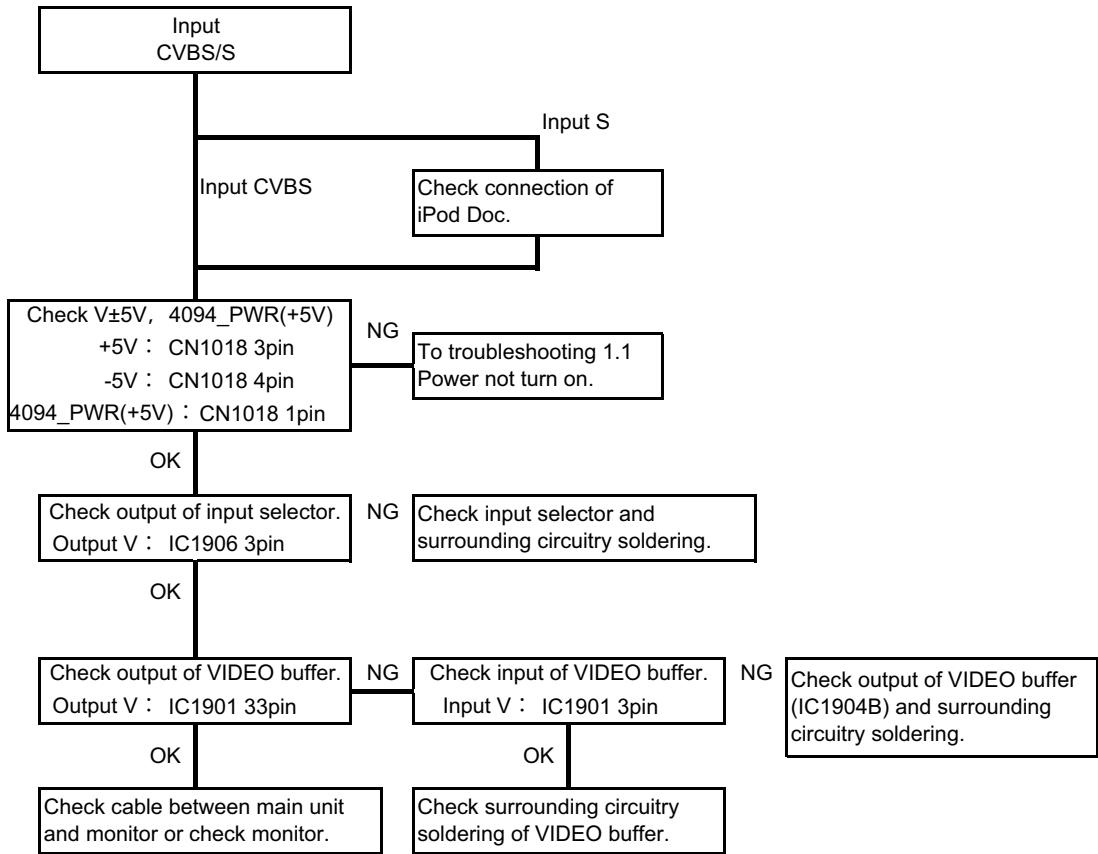 Input
CVBS/S
Input S
Input CVBS
Check connection of
iPod Doc.
Check V±5V, 4094_PWR(+5V)
+5V： CN1018 3pin
-5V： CN1018 4pin
4094_PWR(+5V)：CN1018 1pin
NG
To troubleshooting 1.1
Power not turn on.
OK
Check output of input selector.
Output V： IC1906 3pin
NG
Check input selector and
surrounding circuitry soldering.
OK
Check output of VIDEO buffer.
Output V： IC1901 33pin
NG
Check input of VIDEO buffer.
Input V： IC1901 3pin
NG
Check output of VIDEO buffer
(IC1904B) and surrounding
circuitry soldering.
OK
OK
Check cable between main unit
and monitor or check monitor.
Check surrounding circuitry
soldering of VIDEO buffer.